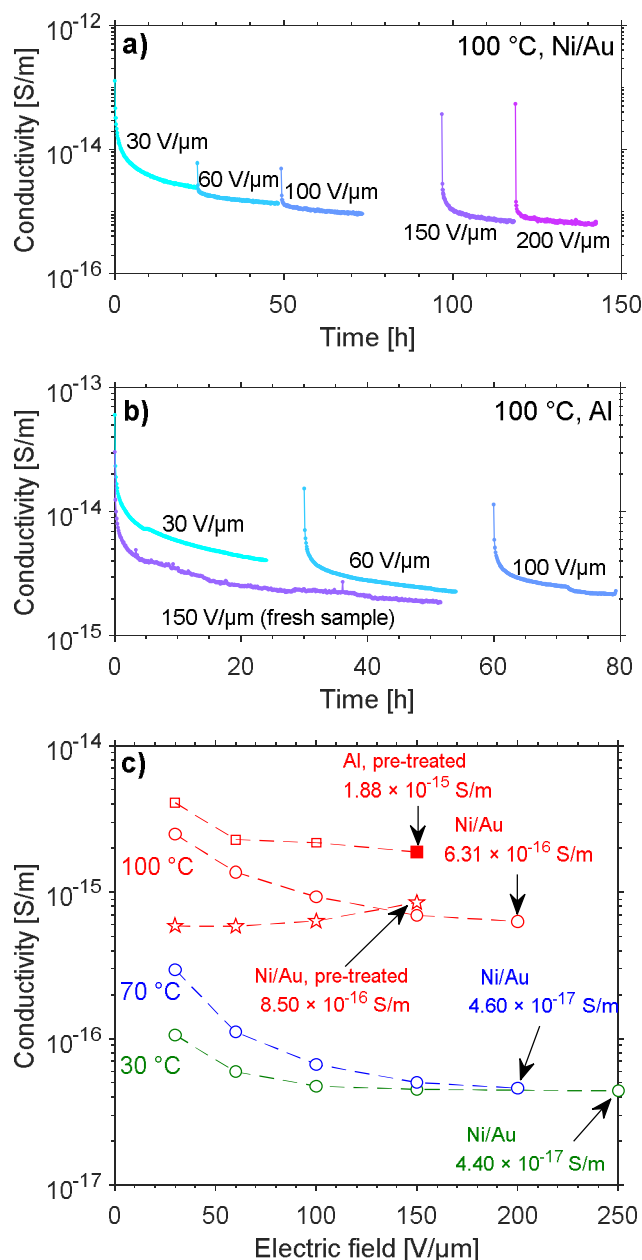 a)
100 °C, Ni/Au
Conductivity [S/m]
10-12
10-14
10-16
30 V/µm
60 V/µm
100 V/µm
150 V/µm
200 V/µm
0
50
100
150
Time [h]
b)
100 °C, Al
Conductivity [S/m]
10-13
10-14
10-15
30 V/µm
60 V/µm
100 V/µm
150 V/µm (fresh sample)
0
20
40
60
80
Time [h]
c)
Conductivity [S/m]
10-14
10-15
10-16
10-17
Al, pre-treated
1.88 × 10-15 S/m
Ni/Au
6.31 × 10-16 S/m
100 °C
Ni/Au, pre-treated
8.50 × 10-16 S/m
70 °C
Ni/Au
4.60 × 10-17 S/m
30 °C
Ni/Au
4.40 × 10-17 S/m
0
50
100
150
200
250
Electric field [V/µm]